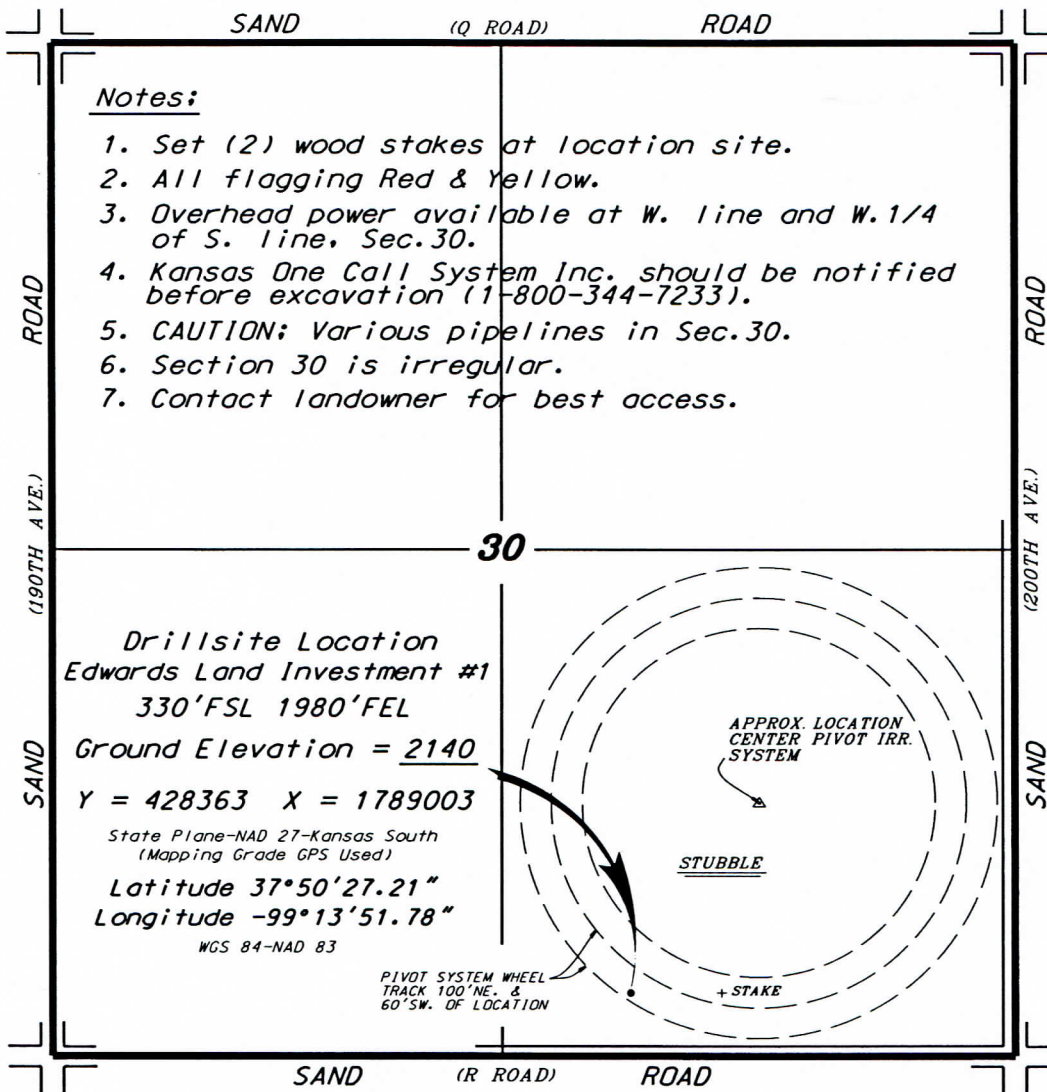 SAND (Q ROAD) ROAD
Notes:
1. Set (2) wood stakes at location site.
2. All flagging Red & Yellow.
3. Overhead power available at W. line and W.1/4
of S. line, Sec.30.
4. Kansas One Call System Inc. should be notified
before excavation (1-800-344-7233).
5. CAUTION: Various pipelines in Sec.30.
6. Section 30 is irregular.
7. Contact landowner for best access.
ROAD
(190TH AVE.)
SAND
ROAD
(200TH AVE.)
SAND
30
Drillsite Location
Edwards Land Investment #1
330'FSL 1980'FEL
Ground Elevation = 2140
Y = 428363 X = 1789003
State Plane-NAD 27-Kansas South
(Mapping Grade GPS Used)
Latitude 37°50'27.21"
Longitude -99°13'51.78"
WGS 84-NAD 83
APPROX. LOCATION
CENTER PIVOT IRR.
SYSTEM
STUBBLE
PIVOT SYSTEM WHEEL
TRACK 100'NE. &
60'SW. OF LOCATION
+ STAKE
SAND (R ROAD) ROAD